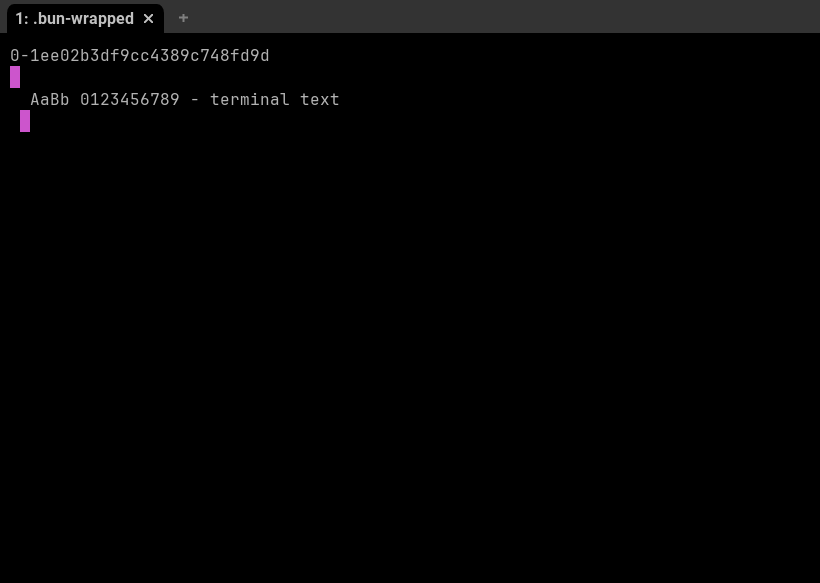 1: .bun-wrapped × +
0-1ee02b3df9cc4389c748fd9d
AaBb 0123456789 - terminal text